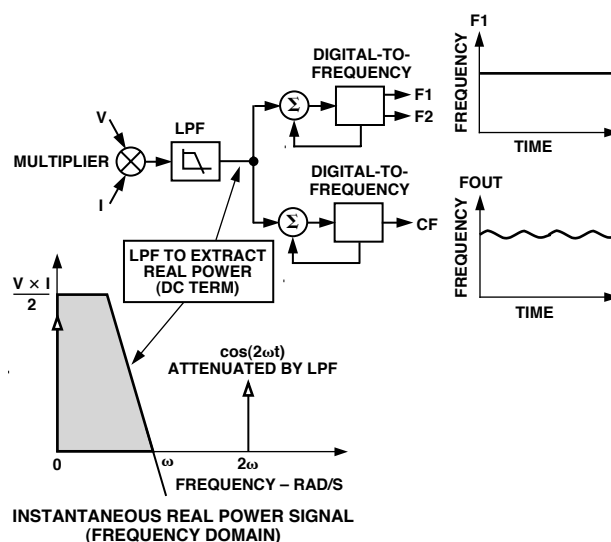 DIGITAL-TO-
FREQUENCY
F1
F2
Σ
V
LPF
MULTIPLIER
I
DIGITAL-TO-
FREQUENCY
Σ
CF
F1
FREQUENCY
TIME
FOUT
FREQUENCY
TIME
LPF TO EXTRACT
REAL POWER
(DC TERM)
V × I
2
cos(2ωt)
ATTENUATED BY LPF
0
ω
2ω
FREQUENCY – RAD/S
INSTANTANEOUS REAL POWER SIGNAL
(FREQUENCY DOMAIN)